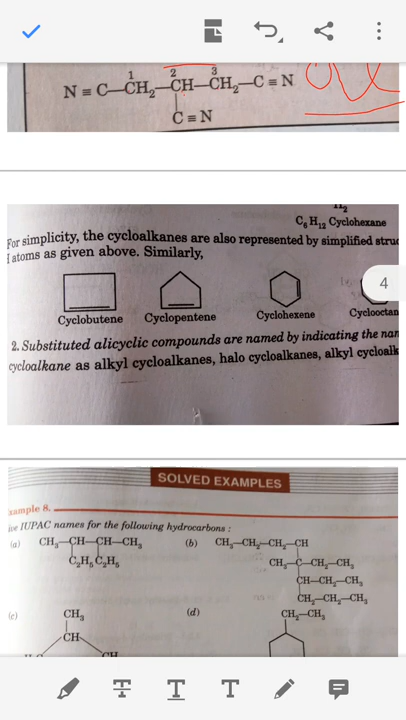 1 2 3
N ≡ C—CH₂—CH—CH₂—C ≡ N
C ≡ N
H₂
C₆H₁₂ Cyclohexane
For simplicity, the cycloalkanes are also represented by simplified struc
atoms as given above. Similarly,
4
Cyclobutene Cyclopentene Cyclohexene Cyclooctan
2. Substituted alicyclic compounds are named by indicating the nam
cycloalkane as alkyl cycloalkanes, halo cycloalkanes, alkyl cycloalk
SOLVED EXAMPLES
xample 8.
ive IUPAC names for the following hydrocarbons :
(a) CH₃—CH—CH—CH₃ (b) CH₃—CH₂—CH₂—CH
C₂H₅ C₂H₅ CH₃—C—CH₂—CH₃
CH—CH₂—CH₃
CH₂—CH₂—CH₃
(c) CH₃ (d) CH₂—CH₃
CH
CH
T T T